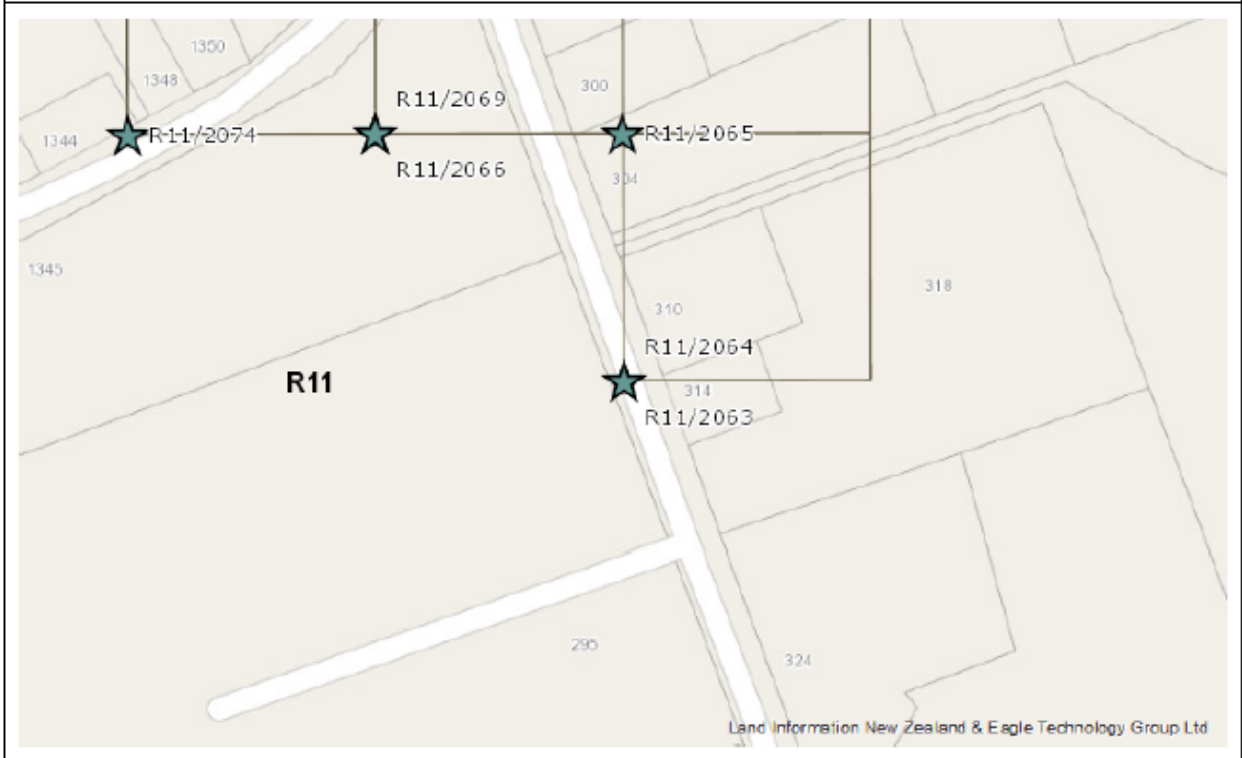 1350
1348
300
R11/2069
1344
R11/2074
R11/2065
R11/2066
304
1345
318
310
R11/2064
R11
314
R11/2063
295
324
Land Information New Zealand & Eagle Technology Group Ltd